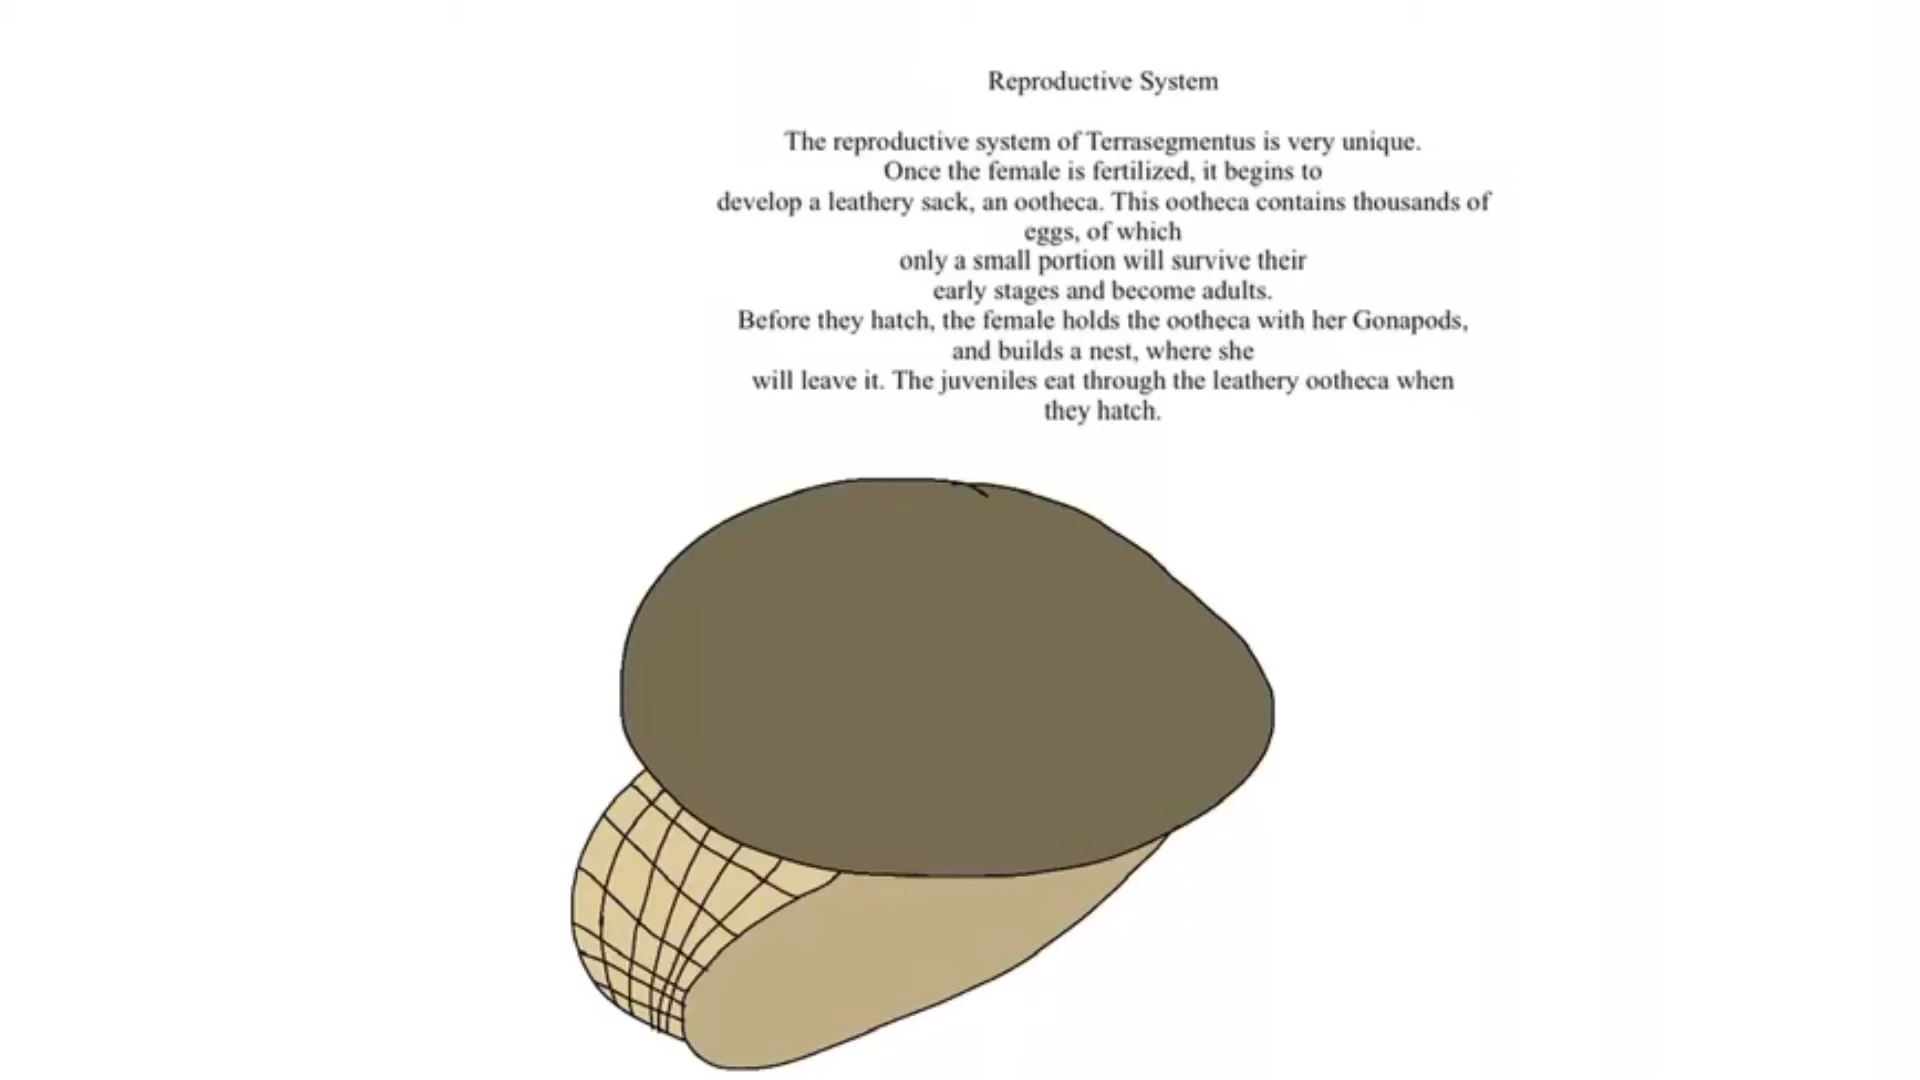 Reproductive System
The reproductive system of Terrasegmentus is very unique.
Once the female is fertilized, it begins to
develop a leathery sack, an ootheca. This ootheca contains thousands of
eggs, of which
only a small portion will survive their
early stages and become adults.
Before they hatch, the female holds the ootheca with her Gonapods,
and builds a nest, where she
will leave it. The juveniles eat through the leathery ootheca when
they hatch.